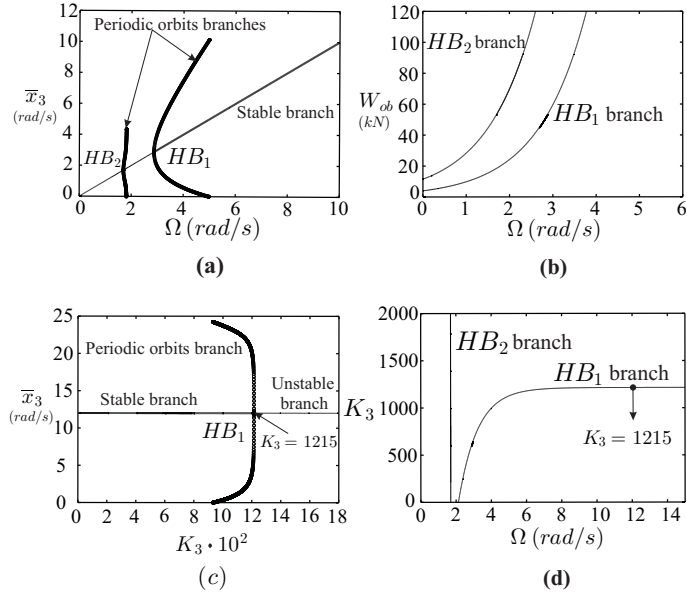 Periodic orbits branches
12
10
8
6
4
2
0
x̅₃
(rad/s)
Stable branch
HB₂
HB₁
0 2 4 6 8 10
Ω (rad/s)
(a)
120
100
80
60
40
20
0
W_ob
(kN)
HB₂ branch
HB₁ branch
0 1 2 3 4 5 6
Ω (rad/s)
(b)
25
20
15
10
5
0
x̅₃
(rad/s)
Periodic orbits branch
Stable branch
Unstable
branch
HB₁
K₃ = 1215
0 2 4 6 8 10 12 14 16 18
K₃ · 10²
(c)
2000
1500
1000
500
0
K₃
HB₂
branch
HB₁ branch
K₃ = 1215
0 2 4 6 8 10 12 14
Ω (rad/s)
(d)